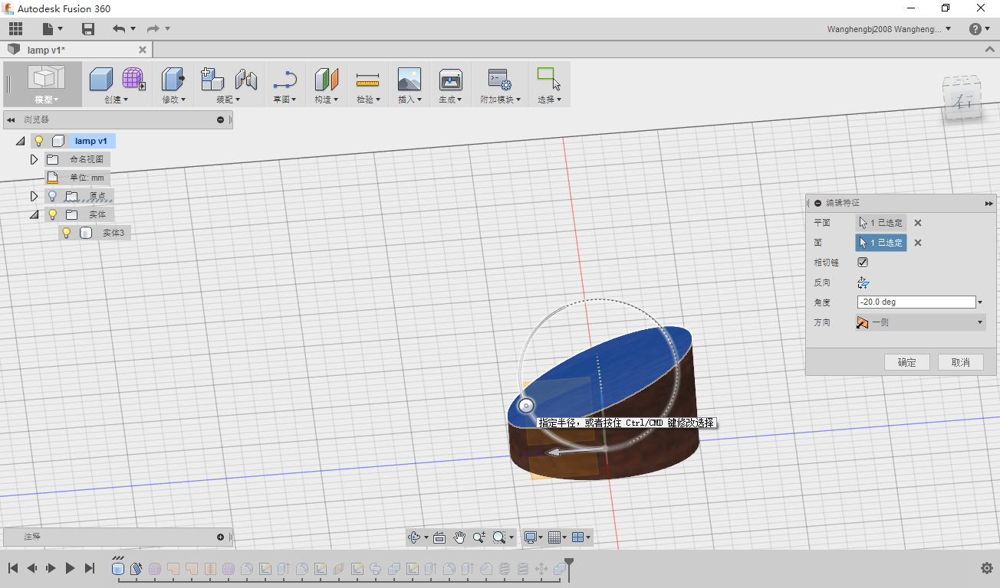 Autodesk Fusion 360
Wanghengbj2008 Wanghengl...
lamp v1*
模型
创建
修改
装配
草图
构造
检验
插入
生成
附加模块
选择
右
浏览器
lamp v1
命名视图
单位: mm
原点
实体
实体3
编辑特征
平面 1 已选定
面 1 已选定
相切链
反向
角度 -20.0 deg
方向 一侧
确定 取消
指定半径，或者按住 Ctrl/CMD 键修改选择
注释